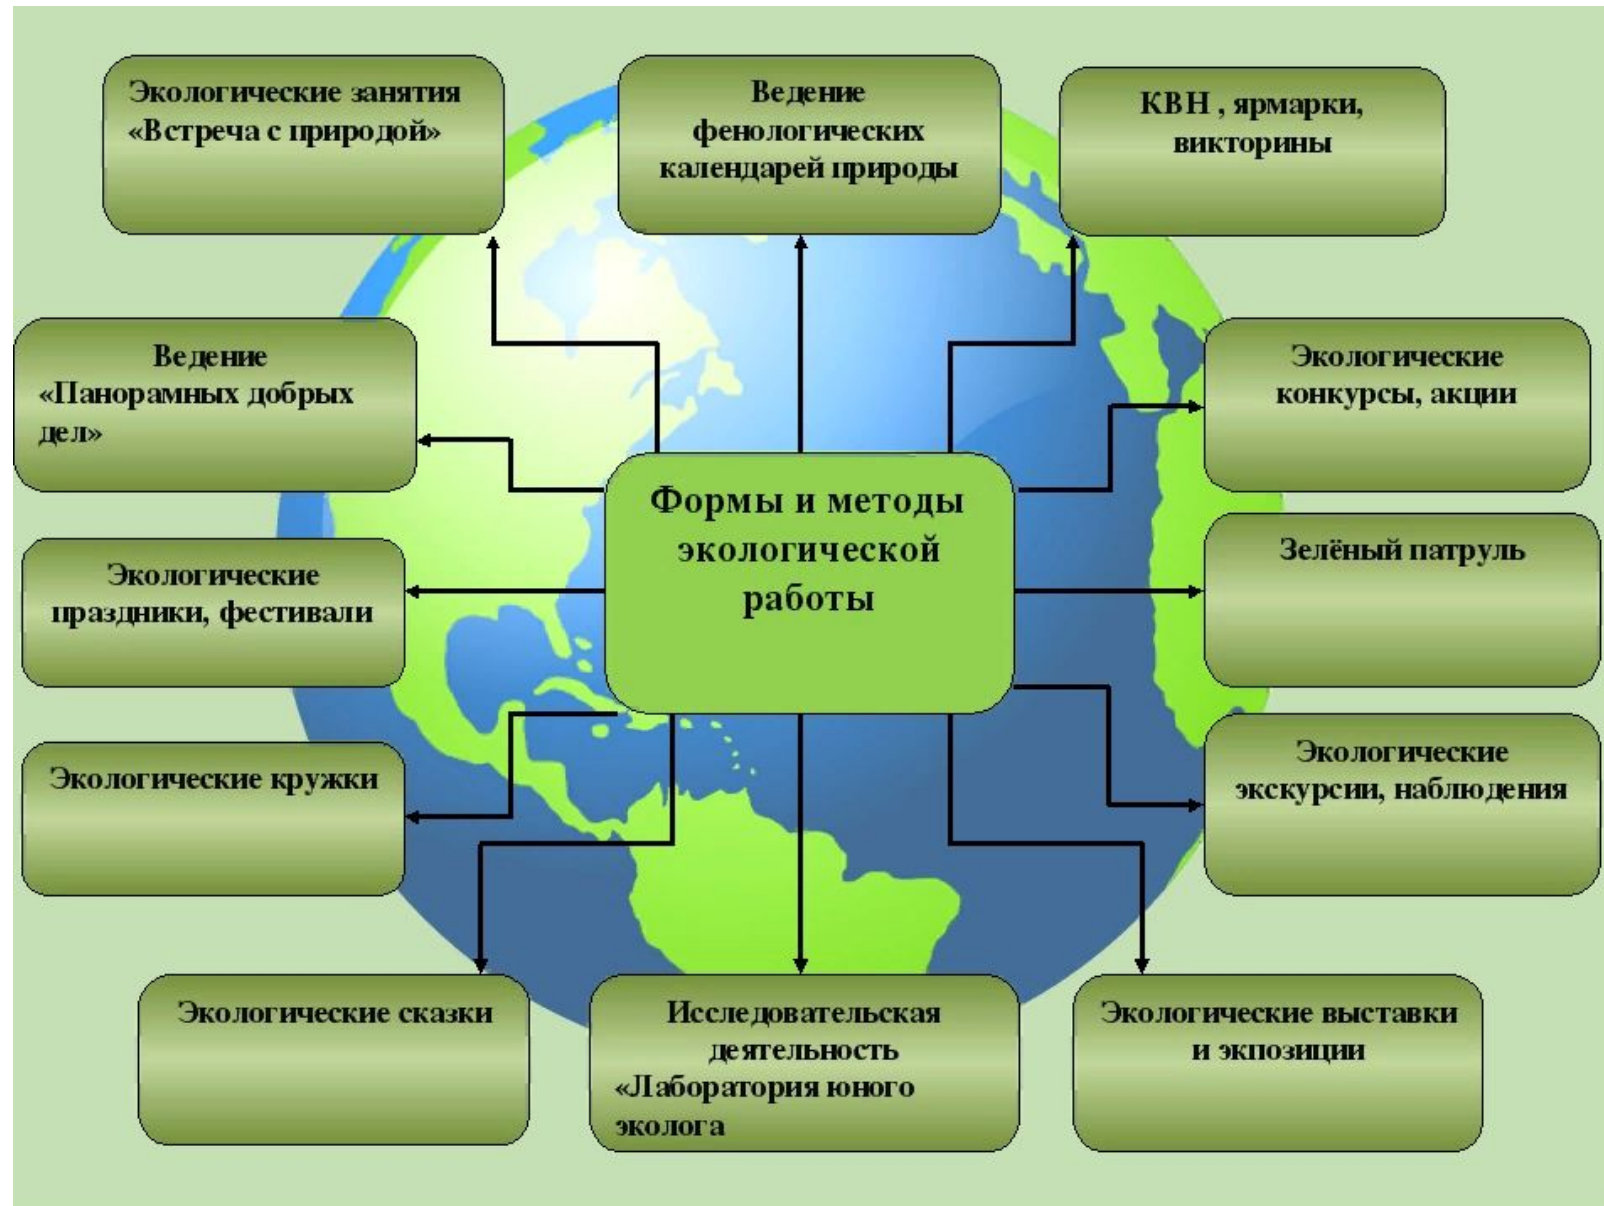 Экологические занятия
«Встреча с природой»
Ведение
фенологических
календарей природы
КВН , ярмарки,
викторины
Ведение
«Панорамных добрых
дел»
Экологические
конкурсы, акции
Формы и методы
экологической
работы
Экологические
праздники, фестивали
Зелёный патруль
Экологические кружки
Экологические
экскурсии, наблюдения
Экологические сказки
Исследовательская
деятельность
«Лаборатория юного
эколога
Экологические выставки
и экпозиции